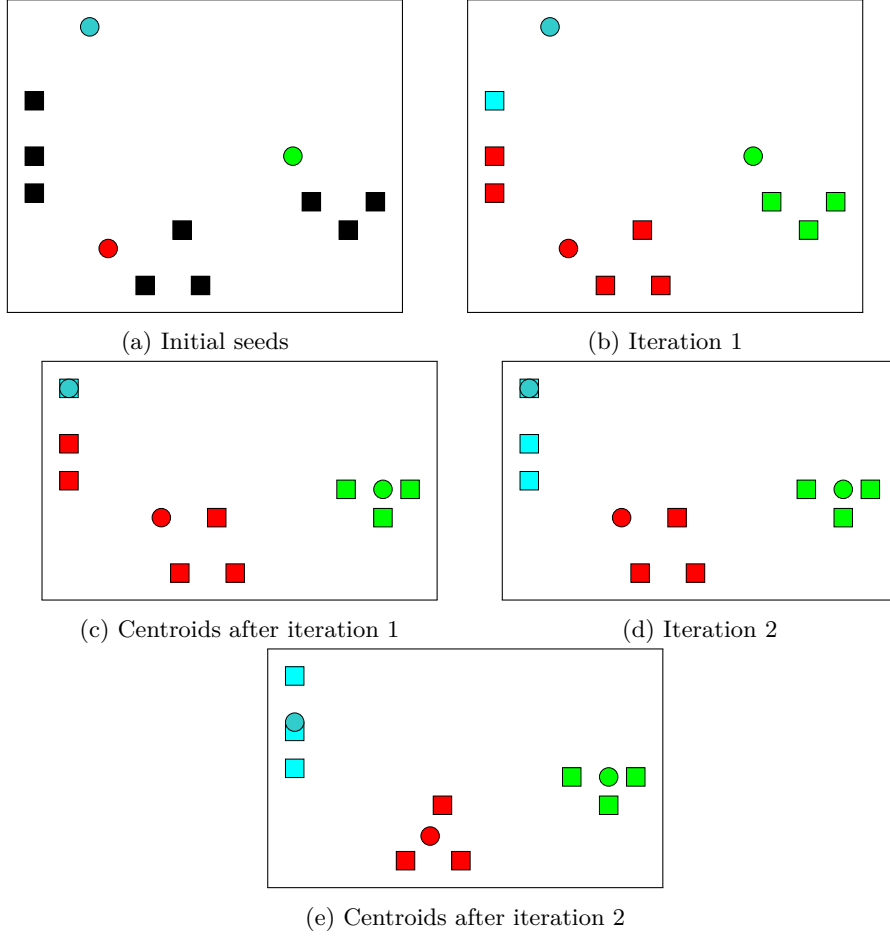 (a) Initial seeds
(b) Iteration 1
(c) Centroids after iteration 1
(d) Iteration 2
(e) Centroids after iteration 2